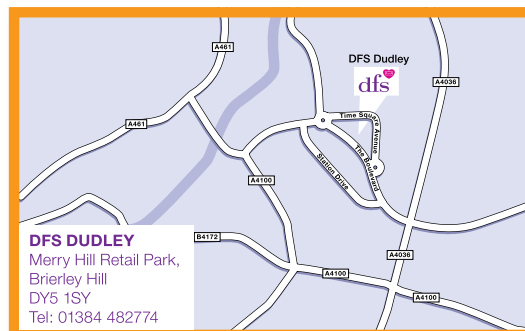 A461
DFS Dudley
dfs
A4036
A461
Time Square
Avenue
The Boulevard
Station Drive
A4100
B4172
A4036
A4100
A4100
DFS DUDLEY
Merry Hill Retail Park,
Brierley Hill
DY5 1SY
Tel: 01384 482774